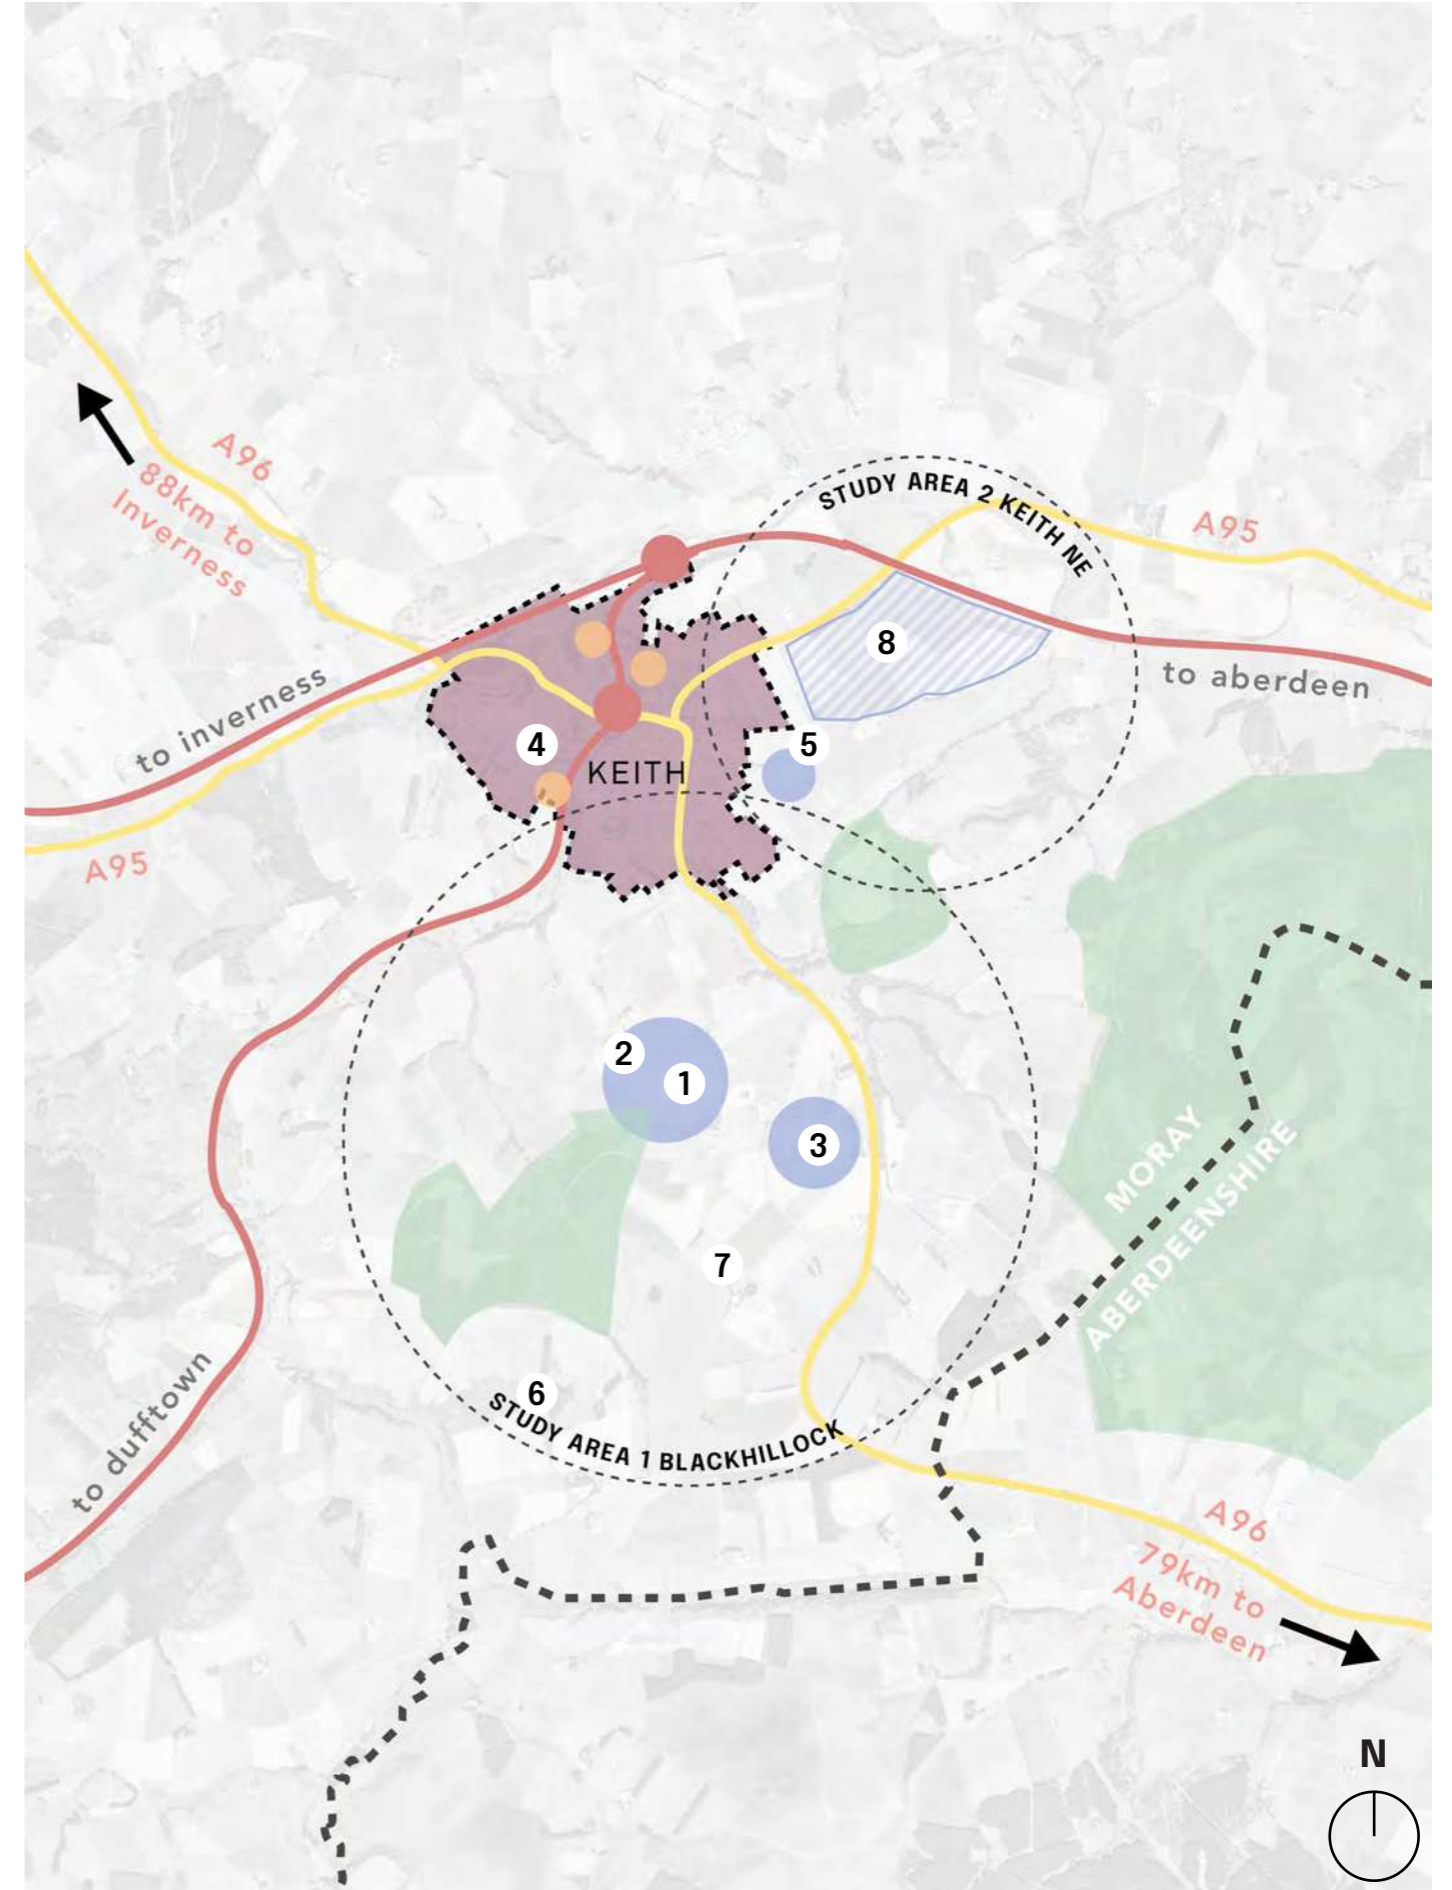 A96
88km to
Inverness
STUDY AREA 2 KEITH NE
A95
8
to aberdeen
to inverness
4
5
KEITH
A95
2
1
3
MORAY
ABERDEENSHIRE
7
6
STUDY AREA 1 BLACKHILLOCK
to dufftown
A96
79km to
Aberdeen
N